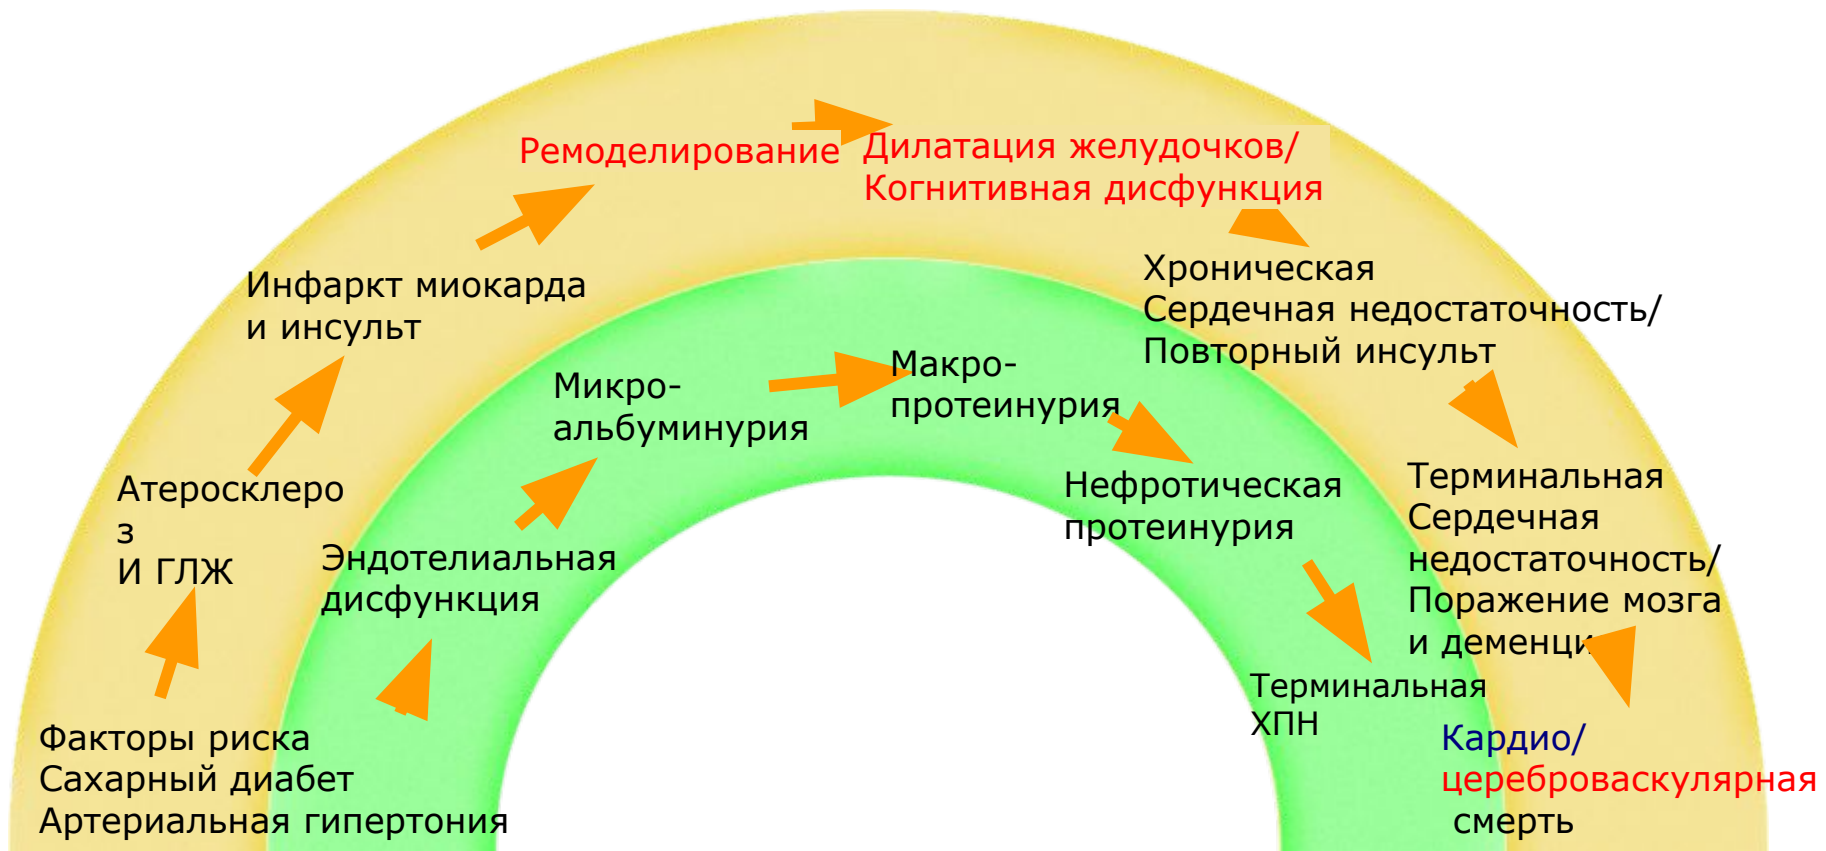 Ремоделирование
Дилатация желудочков/
Когнитивная дисфункция
Инфаркт миокарда
и инсульт
Хроническая
Сердечная недостаточность/
Повторный инсульт
Микро-
альбуминурия
Макро-
протеинурия
Атеросклеро
з
И ГЛЖ
Эндотелиальная
дисфункция
Нефротическая
протеинурия
Терминальная
Сердечная
недостаточность/
Поражение мозга
и деменци
Терминальная
ХПН
Факторы риска
Сахарный диабет
Артериальная гипертония
Кардио/
цереброваскулярная
смерть